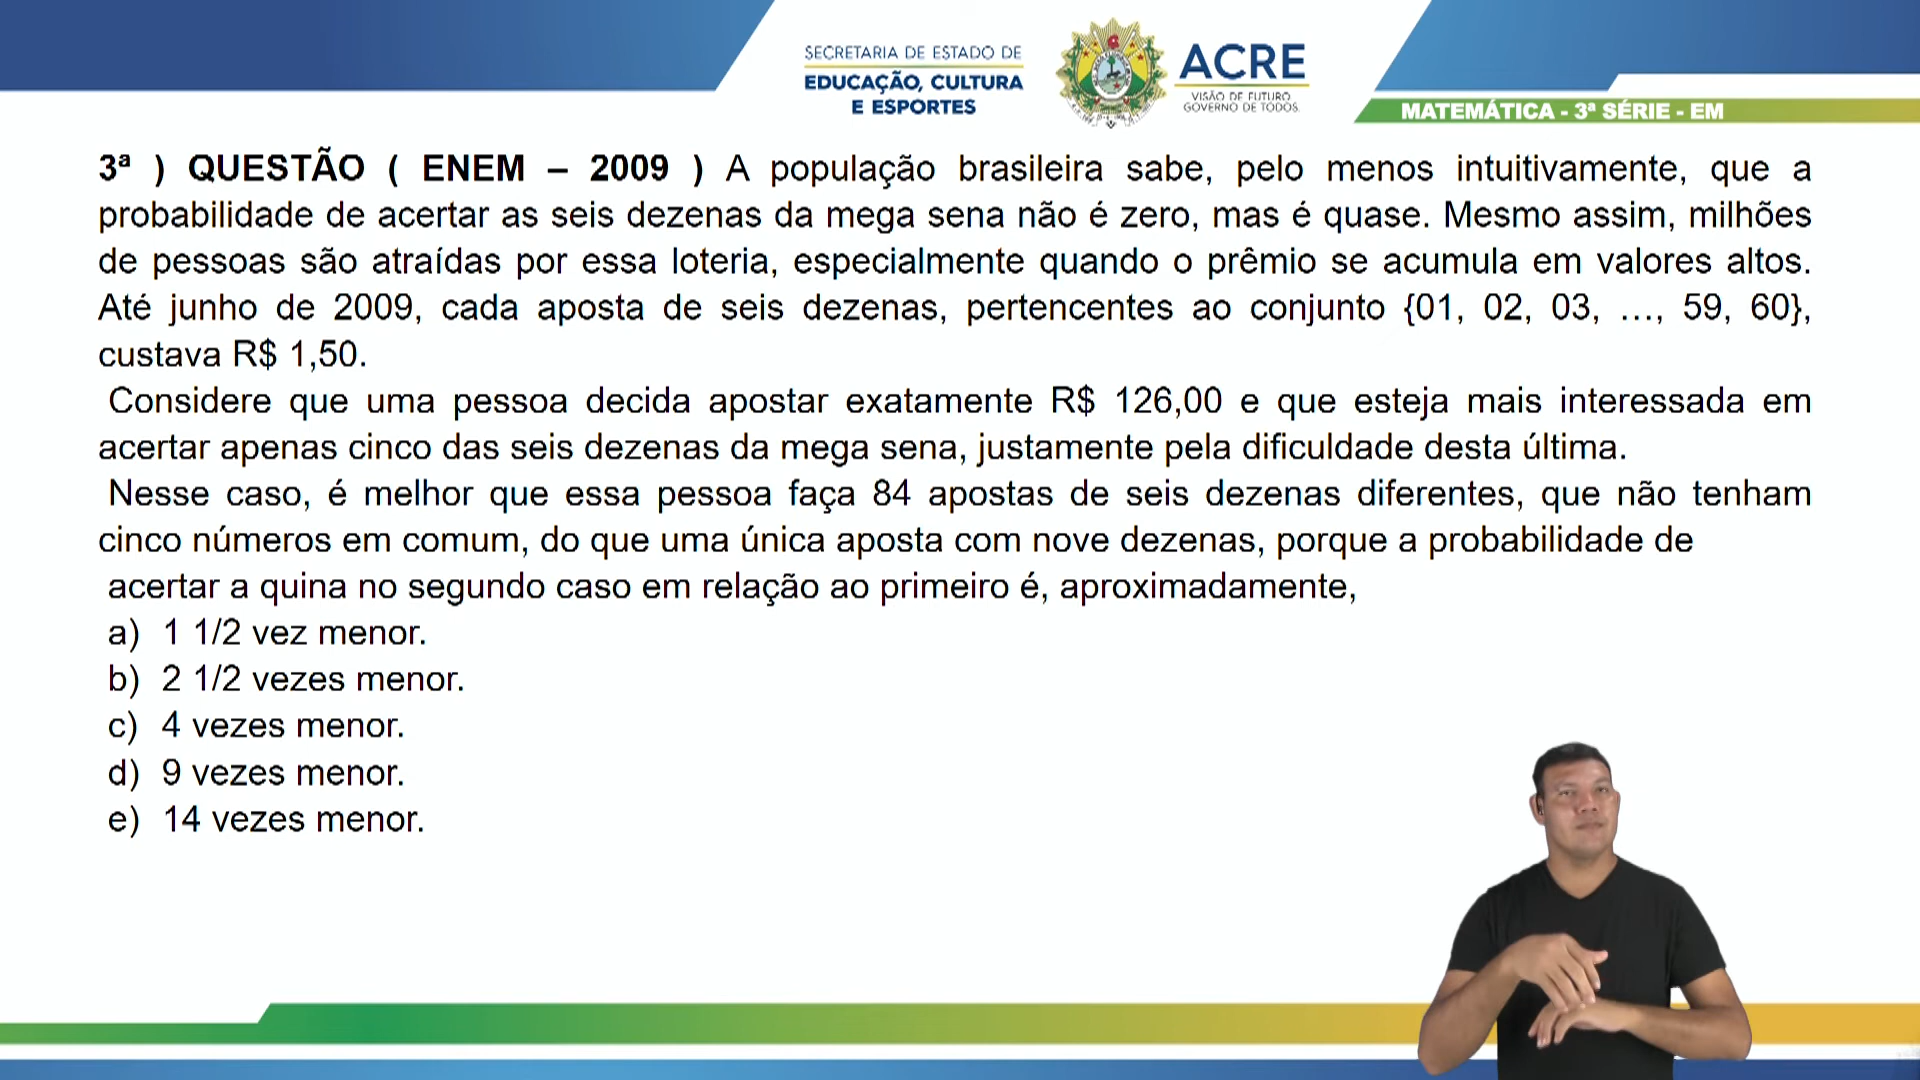 SECRETARIA DE ESTADO DE
EDUCAÇÃO, CULTURA
E ESPORTES
ACRE
VISÃO DE FUTURO
GOVERNO DE TODOS.
MATEMÁTICA - 3ª SÉRIE - EM
3ª ) QUESTÃO ( ENEM – 2009 ) A população brasileira sabe, pelo menos intuitivamente, que a
probabilidade de acertar as seis dezenas da mega sena não é zero, mas é quase. Mesmo assim, milhões
de pessoas são atraídas por essa loteria, especialmente quando o prêmio se acumula em valores altos.
Até junho de 2009, cada aposta de seis dezenas, pertencentes ao conjunto {01, 02, 03, ..., 59, 60},
custava R$ 1,50.
Considere que uma pessoa decida apostar exatamente R$ 126,00 e que esteja mais interessada em
acertar apenas cinco das seis dezenas da mega sena, justamente pela dificuldade desta última.
Nesse caso, é melhor que essa pessoa faça 84 apostas de seis dezenas diferentes, que não tenham
cinco números em comum, do que uma única aposta com nove dezenas, porque a probabilidade de
acertar a quina no segundo caso em relação ao primeiro é, aproximadamente,
a) 1 1/2 vez menor.
b) 2 1/2 vezes menor.
c) 4 vezes menor.
d) 9 vezes menor.
e) 14 vezes menor.